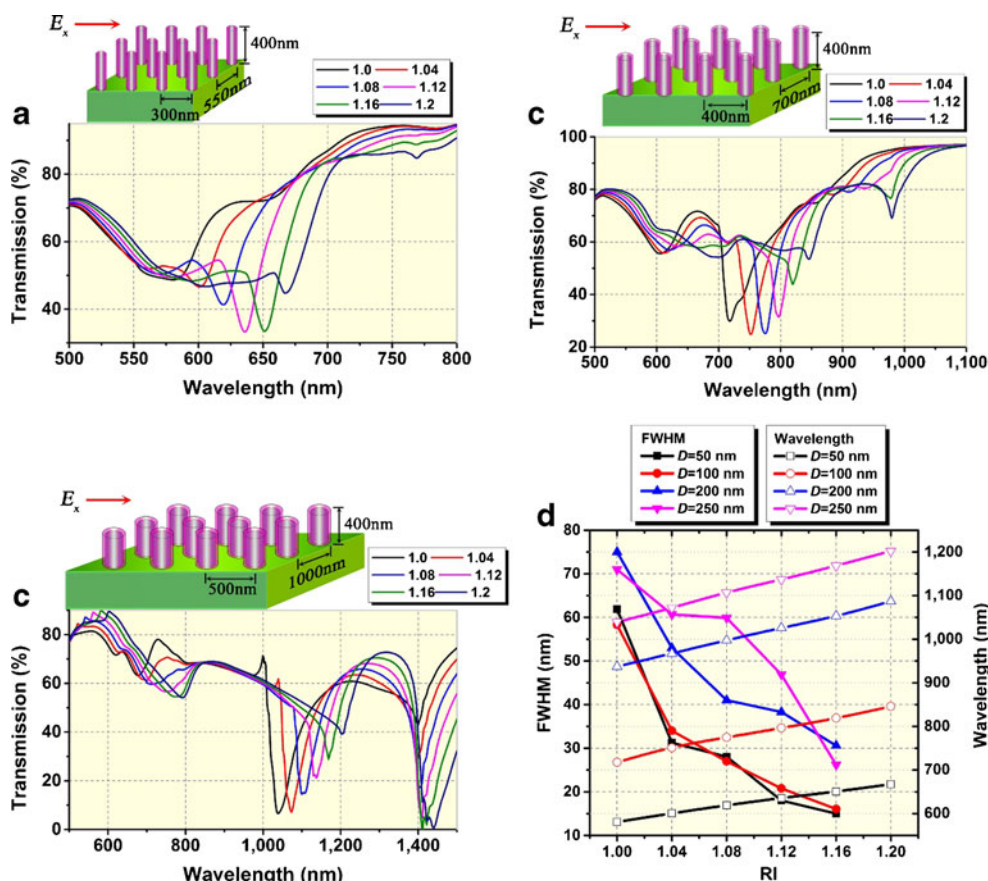 Eₓ
400nm
550nm
300nm
1.0 1.04
1.08 1.12
1.16 1.2
a
Transmission (%)
80
60
40
500 550 600 650 700 750 800
Wavelength (nm)
Eₓ
400nm
700nm
400nm
1.0 1.04
1.08 1.12
1.16 1.2
c
Transmission (%)
100
80
60
40
20
500 600 700 800 900 1,000 1,100
Wavelength (nm)
Eₓ
400nm
1000nm
500nm
1.0 1.04
1.08 1.12
1.16 1.2
c
Transmission (%)
80
60
40
20
0
600 800 1,000 1,200 1,400
Wavelength (nm)
FWHM
D=50 nm
D=100 nm
D=200 nm
D=250 nm
Wavelength
D=50 nm
D=100 nm
D=200 nm
D=250 nm
d
FWHM (nm)
80
70
60
50
40
30
20
10
1.00 1.04 1.08 1.12 1.16 1.20
RI
1,200
1,100
1,000
900
800
700
600
Wavelength (nm)